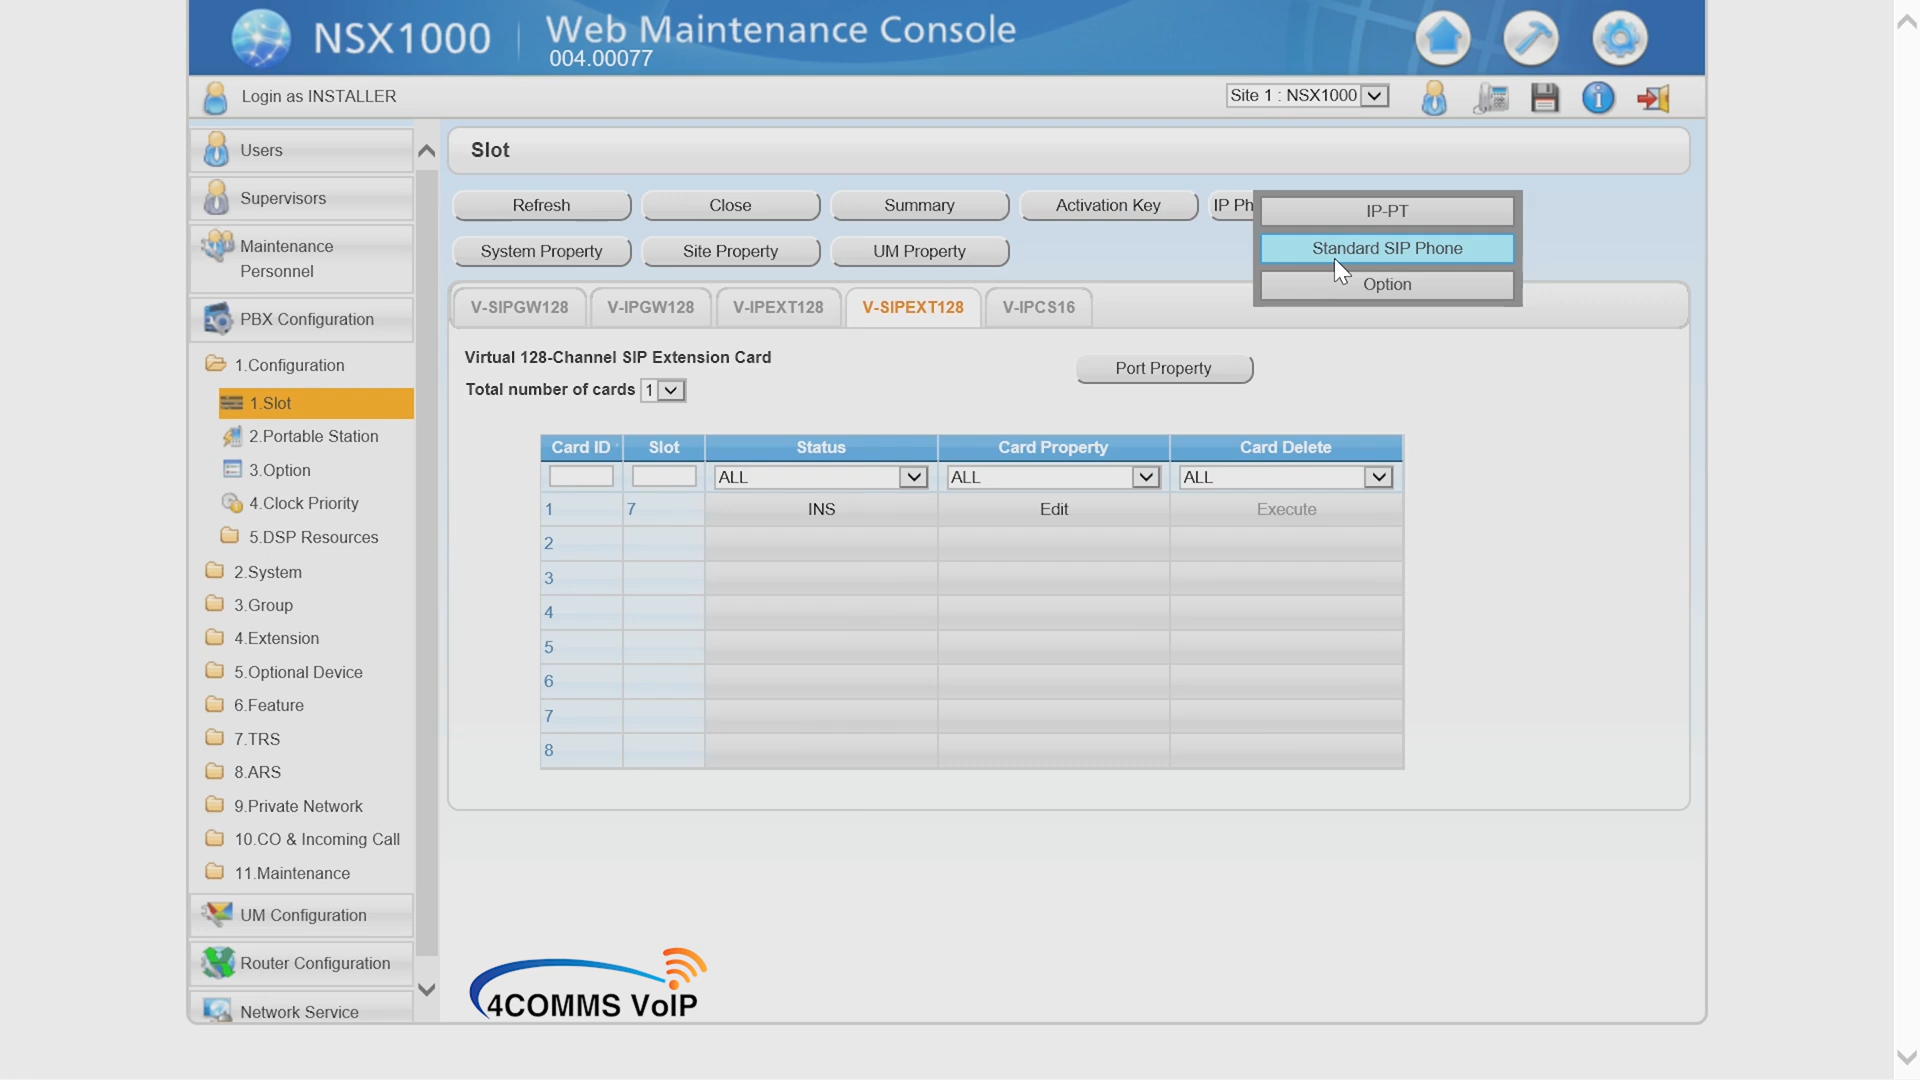 NSX1000
Web Maintenance Console
004.00077
Login as INSTALLER
Site 1 : NSX1000
Users
Supervisors
Maintenance
Personnel
PBX Configuration
1.Configuration
1.Slot
2.Portable Station
3.Option
4.Clock Priority
5.DSP Resources
2.System
3.Group
4.Extension
5.Optional Device
6.Feature
7.TRS
8.ARS
9.Private Network
10.CO & Incoming Call
11.Maintenance
UM Configuration
Router Configuration
Network Service
Slot
Refresh
Close
Summary
Activation Key
IP Ph
IP-PT
Standard SIP Phone
Option
System Property
Site Property
UM Property
V-SIPGW128
V-IPGW128
V-IPEXT128
V-SIPEXT128
V-IPCS16
Virtual 128-Channel SIP Extension Card
Total number of cards 1
Port Property
Card ID Slot Status Card Property Card Delete
ALL ALL ALL
1 7 INS Edit Execute
2
3
4
5
6
7
8
4COMMS VoIP